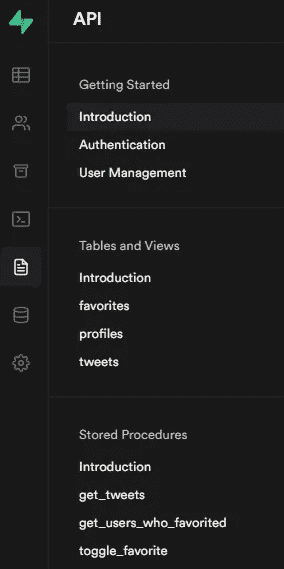 API
Getting Started
Introduction
Authentication
User Management
Tables and Views
Introduction
favorites
profiles
tweets
Stored Procedures
Introduction
get_tweets
get_users_who_favorited
toggle_favorite